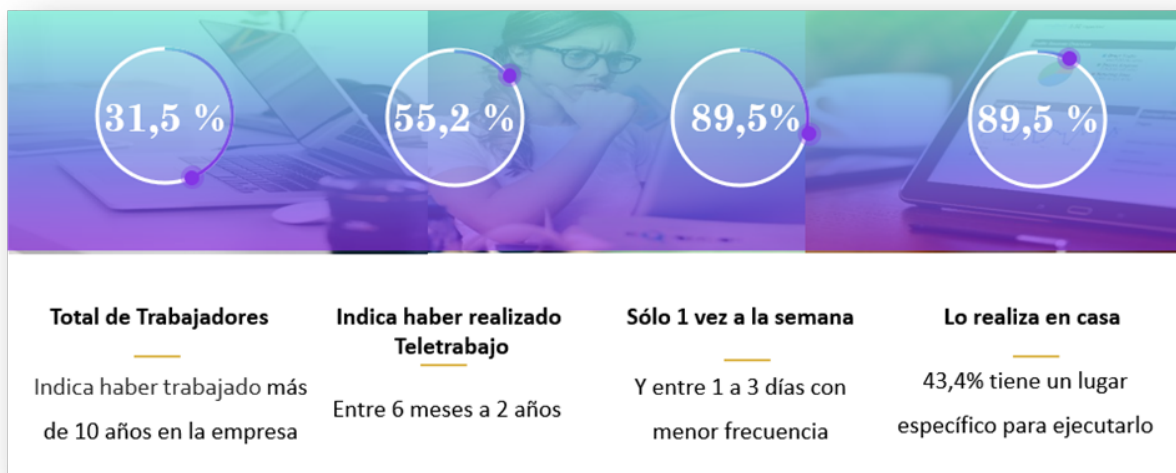 31,5 %
55,2 %
89,5%
89,5 %
Total de Trabajadores
Indica haber trabajado más
de 10 años en la empresa
Indica haber realizado
Teletrabajo
Entre 6 meses a 2 años
Sólo 1 vez a la semana
Y entre 1 a 3 días con
menor frecuencia
Lo realiza en casa
43,4% tiene un lugar
específico para ejecutarlo